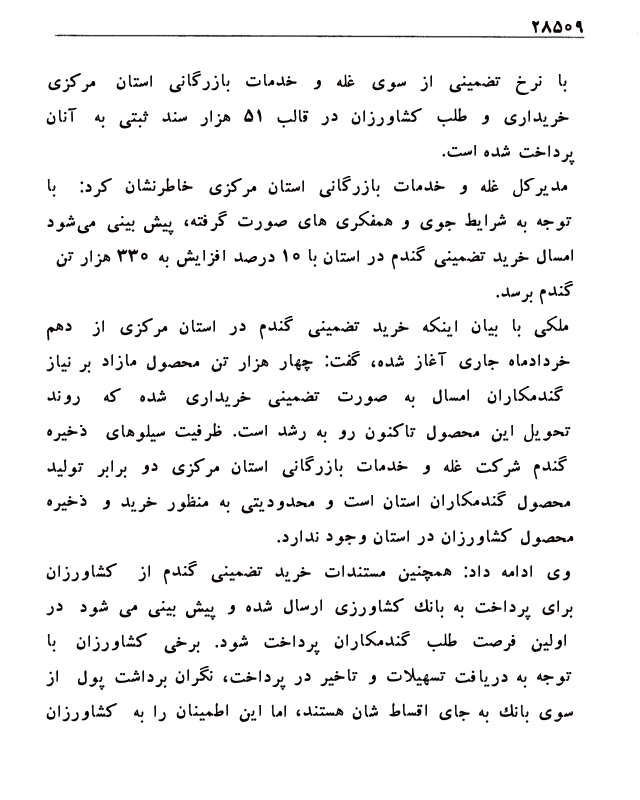 ۲۸۵۰۹
با نرخ تضمینی از سوی غله و خدمات بازرگانی استان مرکزی
خریداری و طلب کشاورزان در قالب ۵۱ هزار سند ثبتی به آنان
پرداخت شده است.
مدیرکل غله و خدمات بازرگانی استان مرکزی خاطرنشان کرد: با
توجه به شرایط جوی و همفکری های صورت گرفته، پیش بینی می‌شود
امسال خرید تضمینی گندم در استان با ۱۰ درصد افزایش به ۳۳۰ هزار تن
گندم برسد.
ملکی با بیان اینکه خرید تضمینی گندم در استان مرکزی از دهم
خردادماه جاری آغاز شده، گفت: چهار هزار تن محصول مازاد بر نیاز
گندمکاران امسال به صورت تضمینی خریداری شده که روند
تحویل این محصول تاکنون رو به رشد است. ظرفیت سیلوهای ذخیره
گندم شرکت غله و خدمات بازرگانی استان مرکزی دو برابر تولید
محصول گندمکاران استان است و محدودیتی به منظور خرید و ذخیره
محصول کشاورزان در استان وجود ندارد.
وی ادامه داد: همچنین مستندات خرید تضمینی گندم از کشاورزان
برای پرداخت به بانك کشاورزی ارسال شده و پیش بینی می شود در
اولین فرصت طلب گندمکاران پرداخت شود. برخی کشاورزان با
توجه به دریافت تسهیلات و تاخیر در پرداخت، نگران برداشت پول از
سوی بانك به جای اقساط شان هستند، اما این اطمینان را به کشاورزان